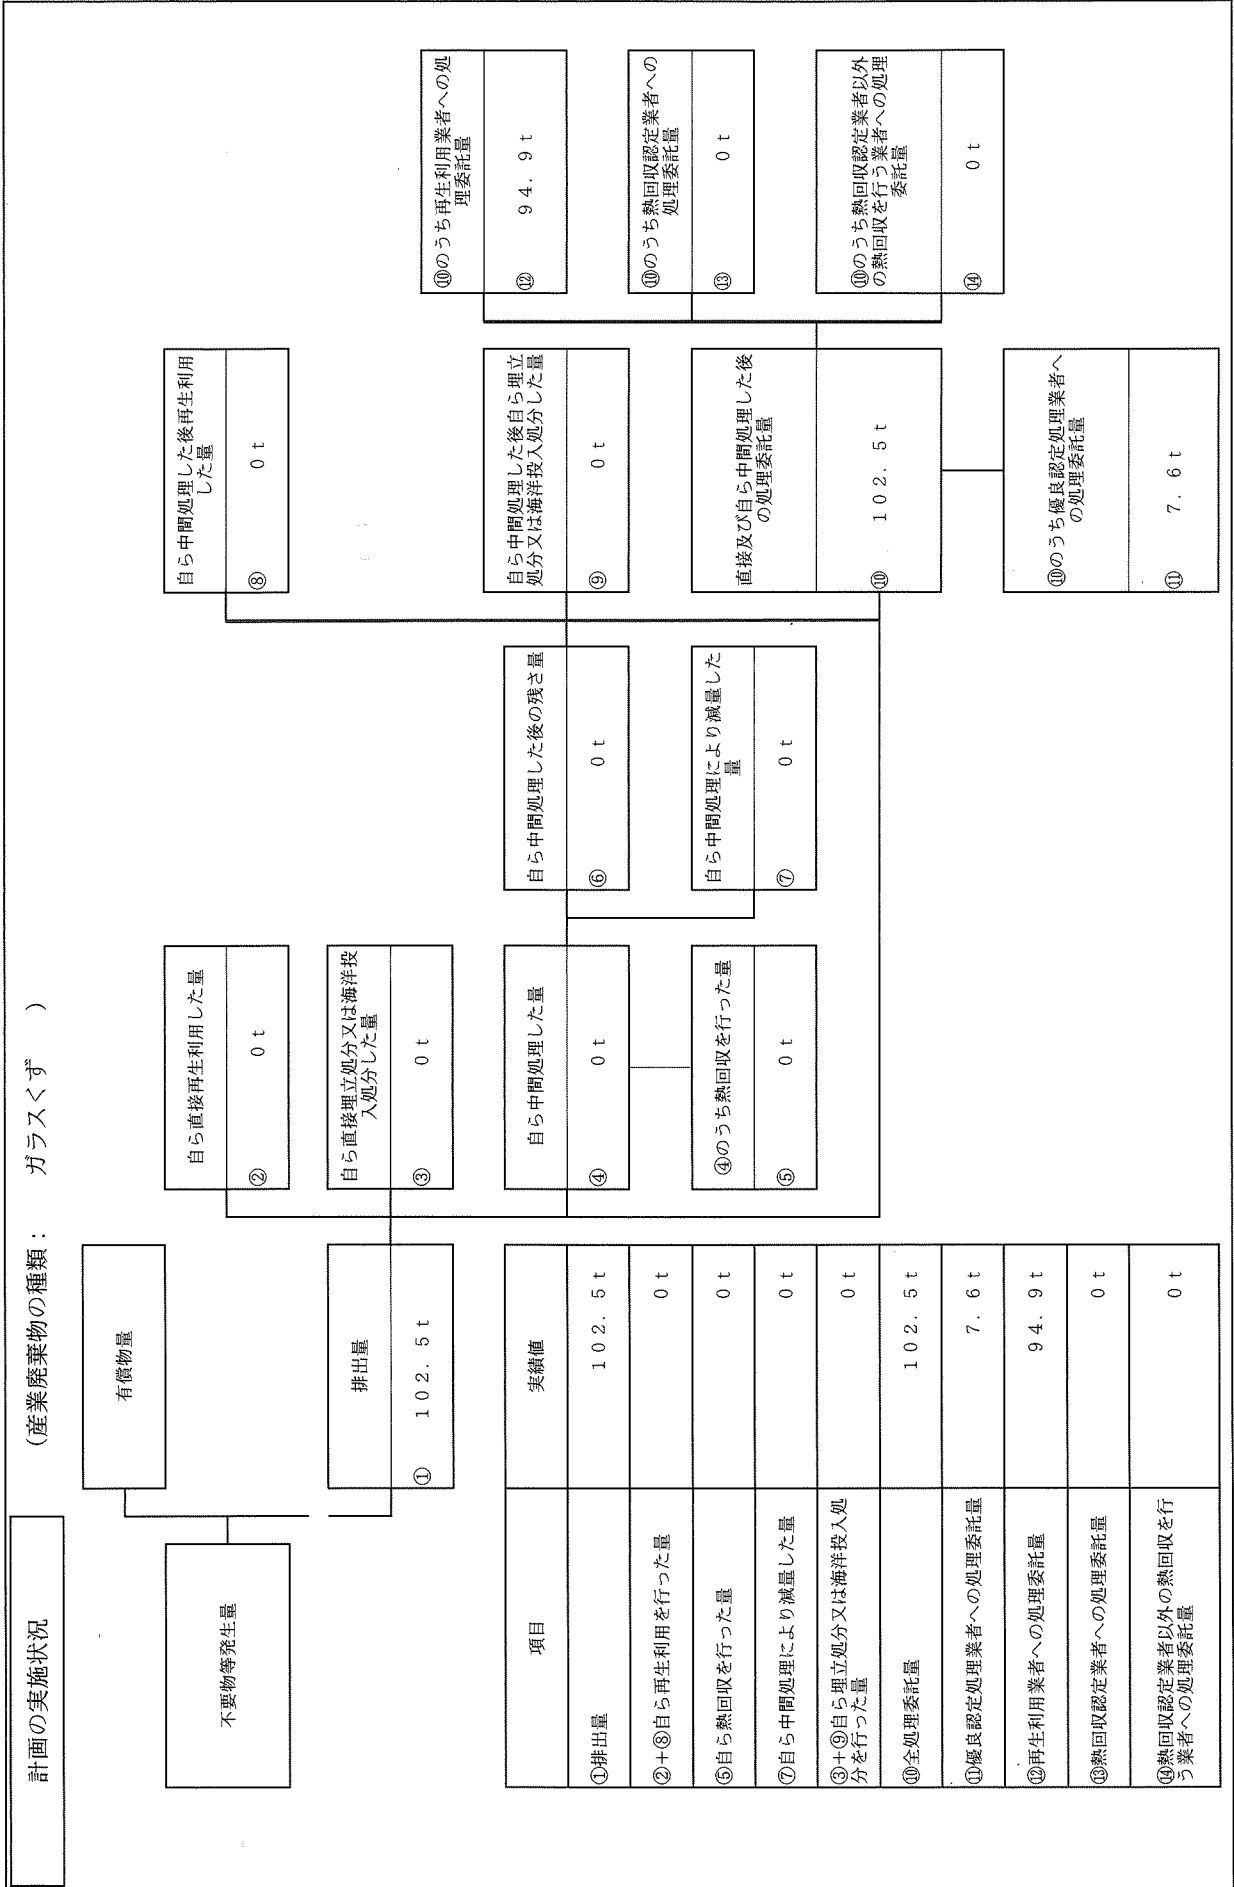 計画の実施状況
(産業廃棄物の種類: ガラスくず )
不要物等発生量
有償物量
排出量
① 102.5t
自ら直接再生利用した量
② 0t
自ら直接埋立処分又は海洋投
入処分した量
③ 0t
自ら中間処理した量
④ 0t
④のうち熱回収を行った量
⑤ 0t
自ら中間処理した後の残さ量
⑥ 0t
自ら中間処理により減量した
量
⑦ 0t
自ら中間処理した後再生利用
した量
⑧ 0t
自ら中間処理した後自ら埋立
処分又は海洋投入処分した量
⑨ 0t
直接及び自ら中間処理した後
の処理委託量
⑩ 102.5t
⑩のうち優良認定処理業者へ
の処理委託量
⑪ 7.6t
⑩のうち再生利用業者への処
理委託量
⑫ 94.9t
⑩のうち熱回収認定業者への
処理委託量
⑬ 0t
⑩のうち熱回収認定業者以外
の熱回収を行う業者への処理
委託量
⑭ 0t
項目 実績値
①排出量 102.5t
②+⑧自ら再生利用を行った量 0t
⑤自ら熱回収を行った量 0t
⑦自ら中間処理により減量した量 0t
③+⑨自ら埋立処分又は海洋投入処
分を行った量 0t
⑩全処理委託量 102.5t
⑪優良認定処理業者への処理委託量 7.6t
⑫再生利用業者への処理委託量 94.9t
⑬熱回収認定業者への処理委託量 0t
⑭熱回収認定業者以外の熱回収を行
う業者への処理委託量 0t